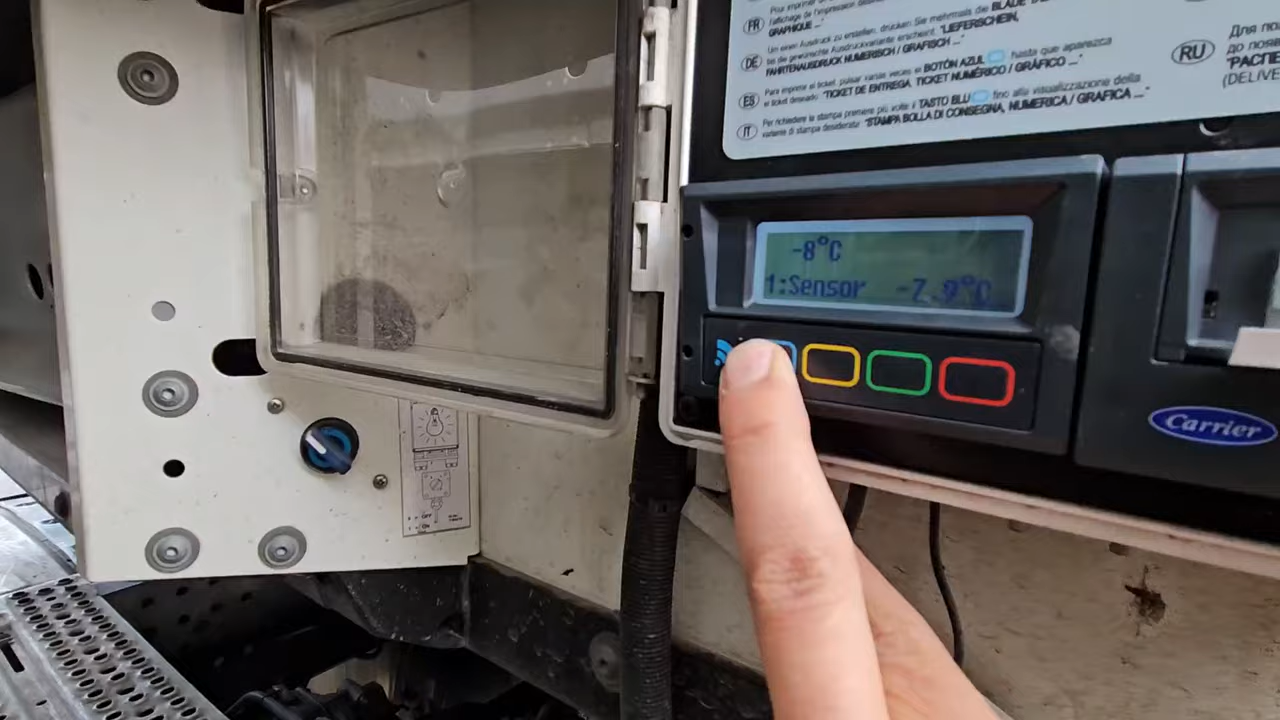 FR
l'affichage de l'impression
GRAPHIQUE ..."
DE
Um einen Ausdruck zu erstellen, drücken Sie mehrmals die
bis die gewünschte Ausdruckvariante erscheint. "LIEFERSCHEIN,
FAHRTENAUSDRUCK NUMERISCH / GRAFISCH ..."
ES
Para imprimir el ticket, pulsar varias veces el BOTÓN AZUL hasta que aparezca
el ticket deseado: "TICKET DE ENTREGA, TICKET NUMÉRICO / GRÁFICO ..."
IT
Per richiedere la stampa premere più volte il TASTO BLU fino alla visualizzazione della
variante di stampa desiderata: "STAMPA BOLLA DI CONSEGNA, NUMERICA / GRAFICA ..."
RU
Для
до
"РАСПЕ
(DELIVE
-8°C
1:Sensor -7.9°C
Carrier